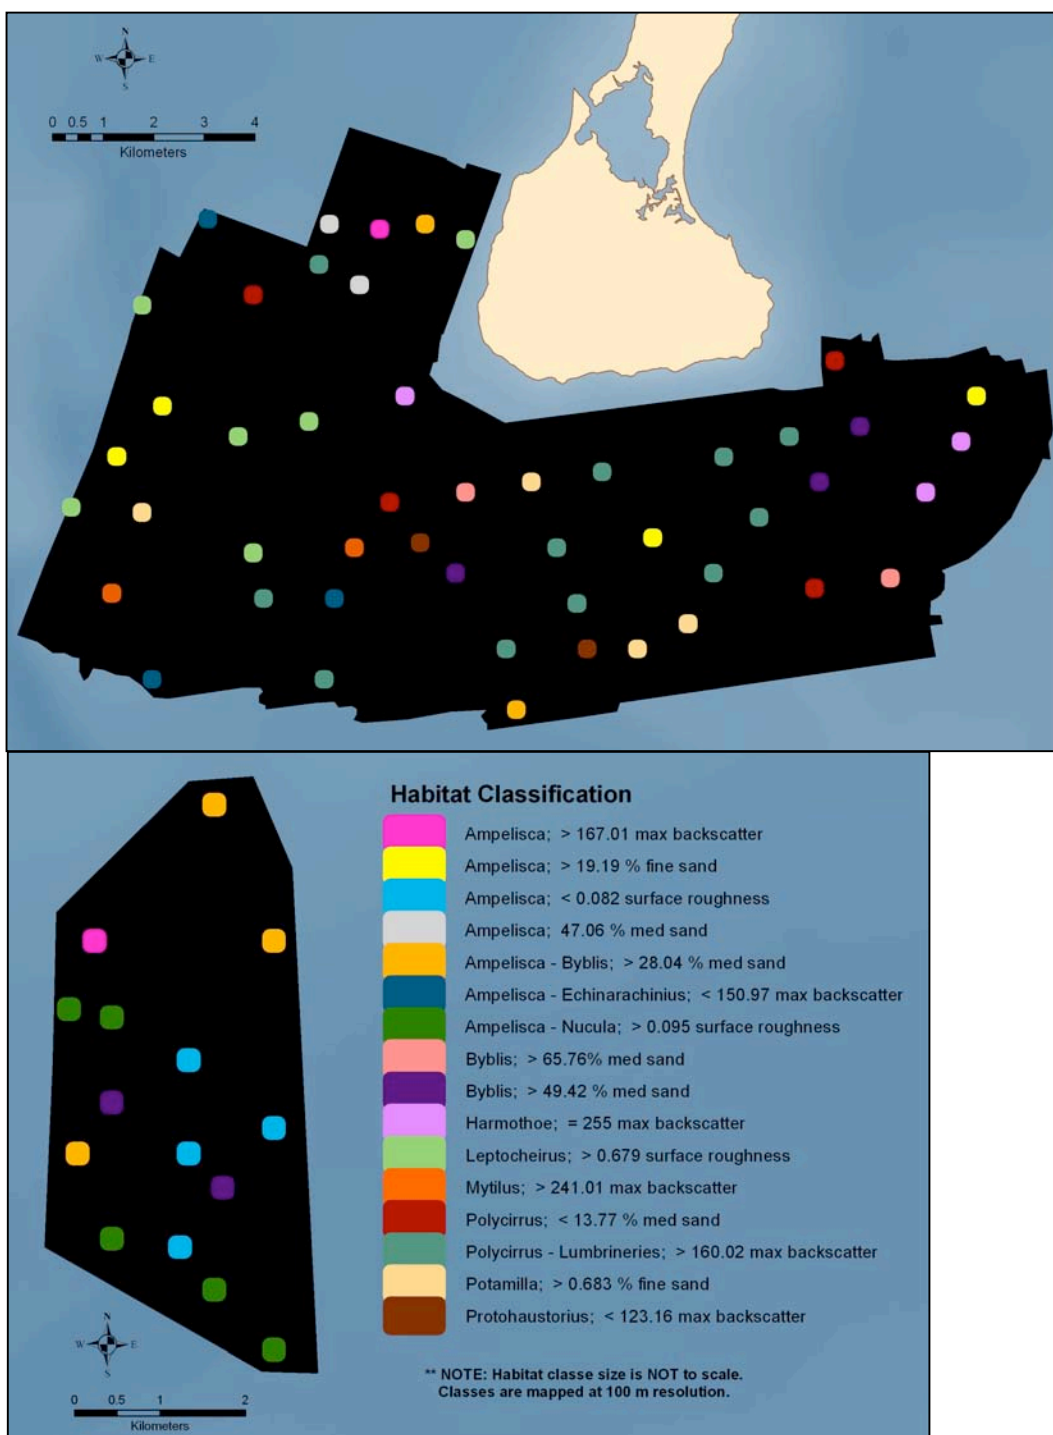 N
W E
S
0 0.5 1 2 3 4
Kilometers
Habitat Classification
Ampelisca; > 167.01 max backscatter
Ampelisca; > 19.19 % fine sand
Ampelisca; < 0.082 surface roughness
Ampelisca; 47.06 % med sand
Ampelisca - Byblis; > 28.04 % med sand
Ampelisca - Echinarachinius; < 150.97 max backscatter
Ampelisca - Nucula; > 0.095 surface roughness
Byblis; > 65.76% med sand
Byblis; > 49.42 % med sand
Harmothoe; = 255 max backscatter
Leptocheirus; > 0.679 surface roughness
Mytilus; > 241.01 max backscatter
Polycirrus; < 13.77 % med sand
Polycirrus - Lumbrineries; > 160.02 max backscatter
Potamilla; > 0.683 % fine sand
Protohaustorius; < 123.16 max backscatter
** NOTE: Habitat classe size is NOT to scale.
Classes are mapped at 100 m resolution.
N
W E
S
0 0.5 1 2
Kilometers